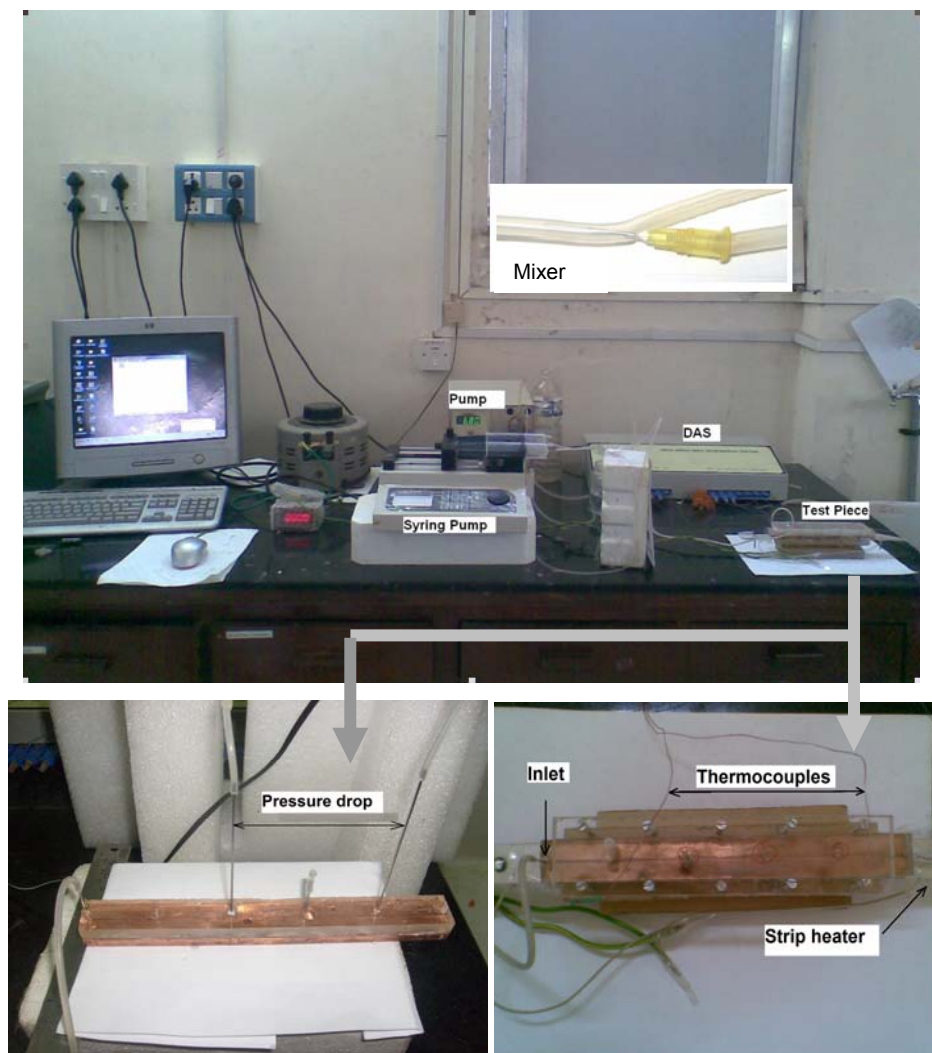 Mixer
Pump
DAS
Syring Pump
Test Piece
Pressure drop
Inlet
Thermocouples
Strip heater